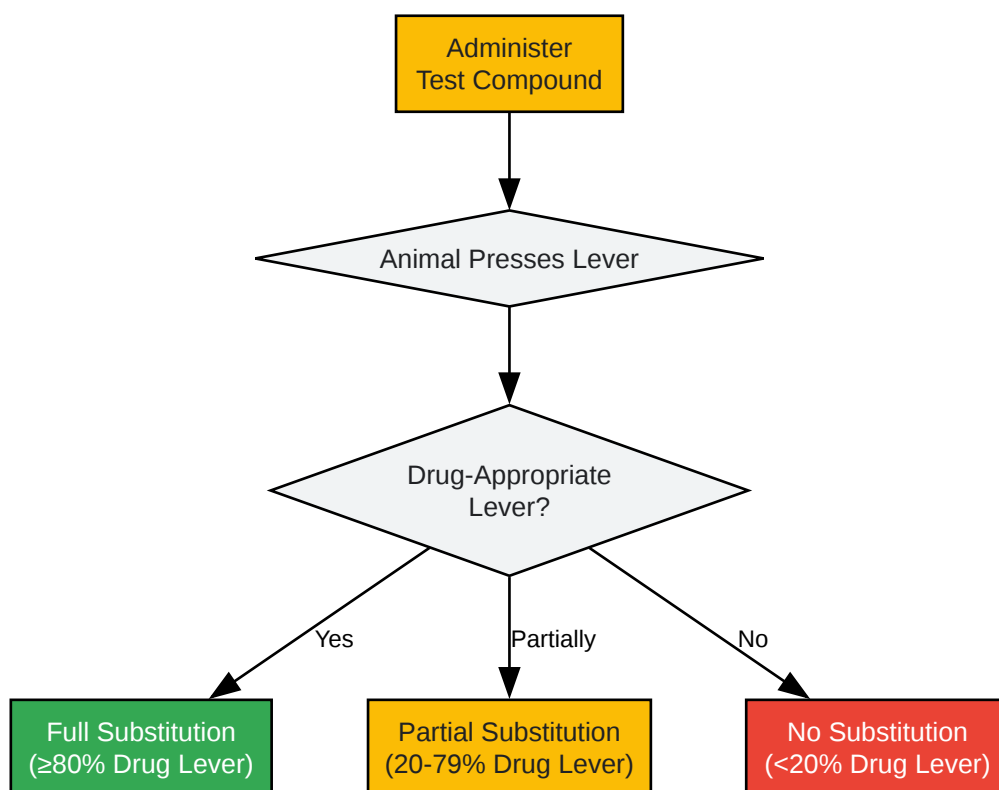 Administer
Test Compound
Animal Presses Lever
Drug-Appropriate
Lever?
Yes
Partially
No
Full Substitution
(≥80% Drug Lever)
Partial Substitution
(20-79% Drug Lever)
No Substitution
(<20% Drug Lever)